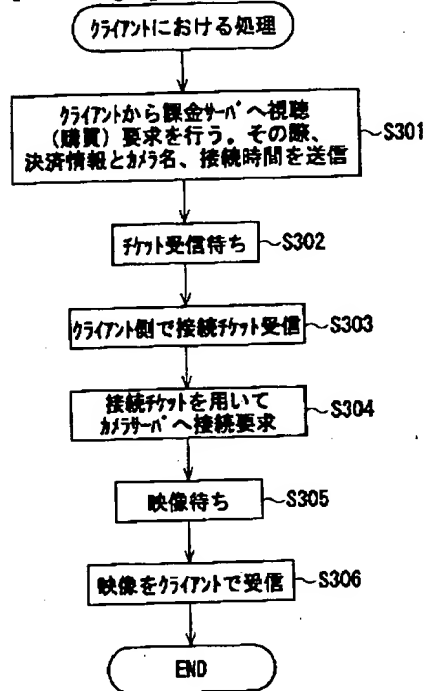 クライアントにおける処理
クライアントから課金サーバへ視聴
（購買）要求を行う。その際、
決済情報とカメラ名、接続時間を送信
S301
チケット受信待ち
S302
クライアント側で接続チケット受信
S303
接続チケットを用いて
カメラサーバへ接続要求
S304
映像待ち
S305
映像をクライアントで受信
S306
END